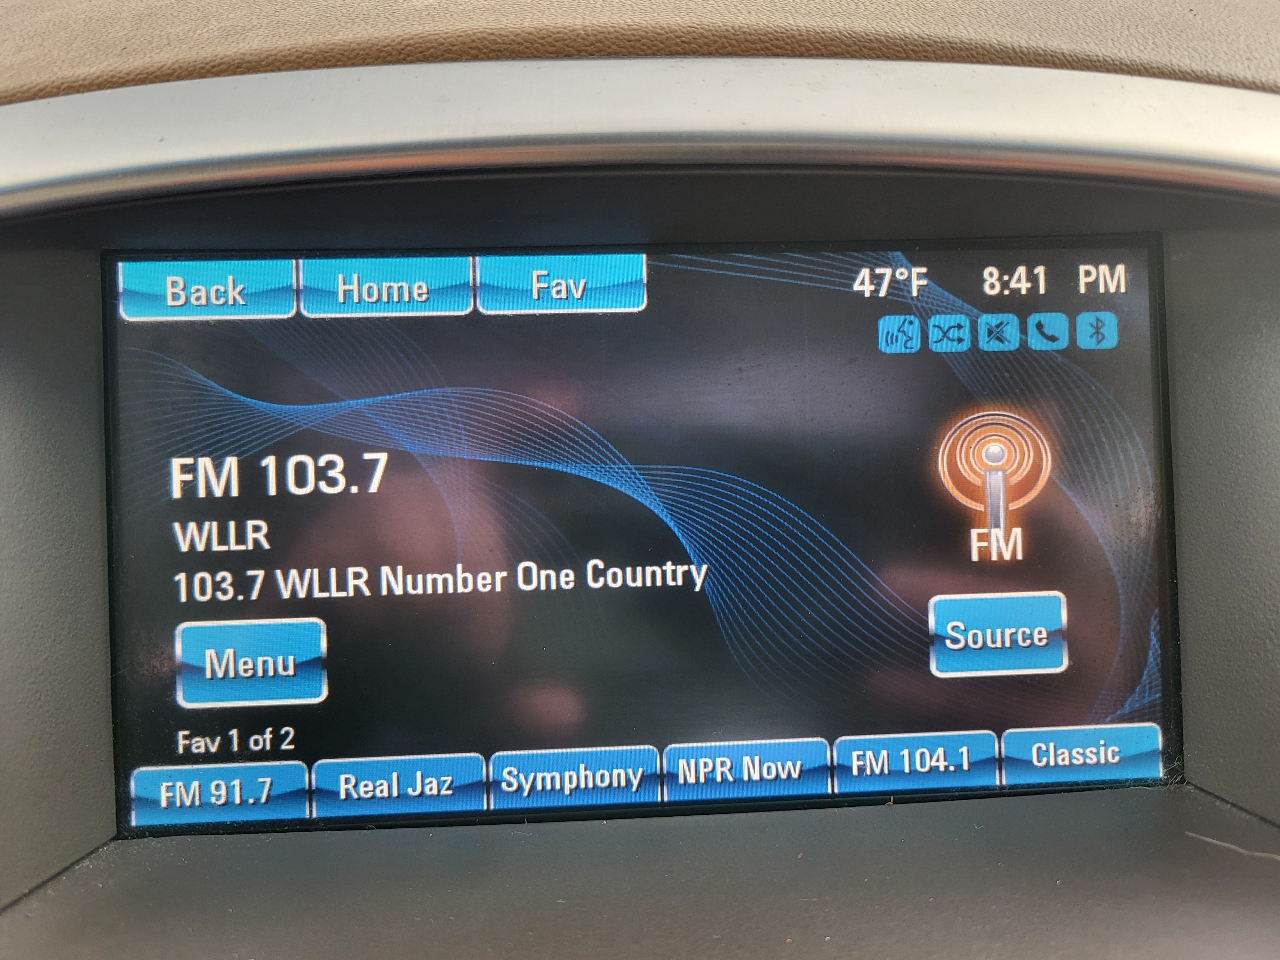 Back Home Fav 47°F 8:41 PM
FM 103.7
WLLR
103.7 WLLR Number One Country
FM
Source
Menu
Fav 1 of 2
FM 91.7 Real Jaz Symphony NPR Now FM 104.1 Classic